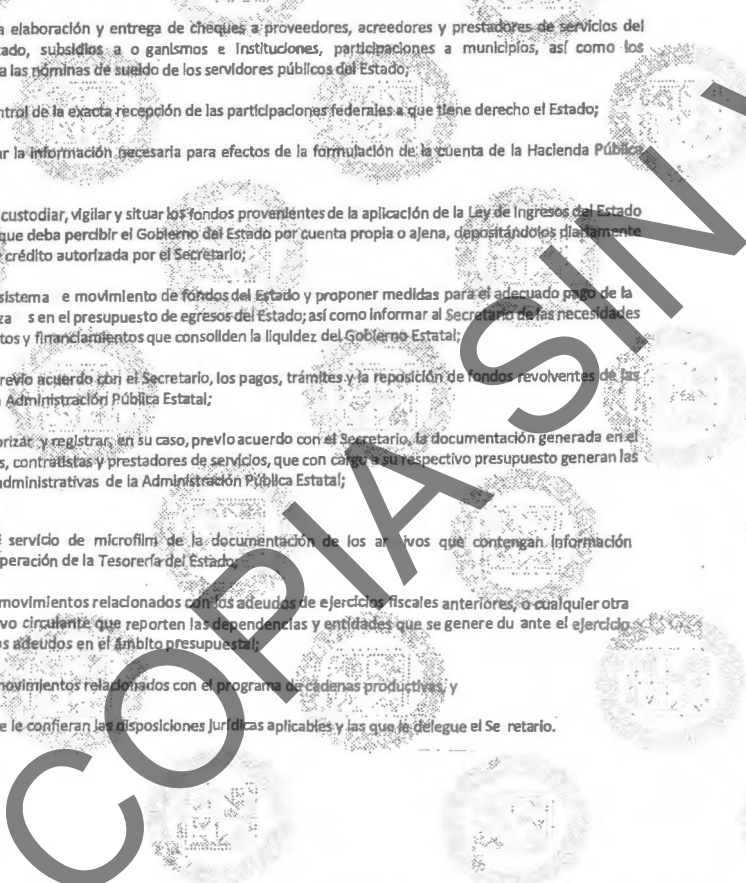 a elaboración y entrega de cheques a proveedores, acreedores y prestadores de servicios del
tado, subsidios a o ganismos e Instituciones, participaciones a municipios, así como los
a las nóminas de sueldo de los servidores públicos del Estado;
ntrol de la exacta recepción de las participaciones federales a que tiene derecho el Estado;
ar la información necesaria para efectos de la formulación de la cuenta de la Hacienda Pública
custodiar, vigilar y situar los fondos provenientes de la aplicación de la Ley de Ingresos del Estado
que deba percibir el Gobierno del Estado por cuenta propia o ajena, depositándolos diariamente
crédito autorizada por el Secretario;
sistema e movimiento de fondos del Estado y proponer medidas para el adecuado pago de la
za s en el presupuesto de egresos del Estado; así como informar al Secretario de las necesidades
tos y financiamientos que consoliden la liquidez del Gobierno Estatal;
revio acuerdo con el Secretario, los pagos, trámites y la reposición de fondos revolventes de las
Administración Pública Estatal;
orizar y registrar, en su caso, previo acuerdo con el Secretario, la documentación generada en el
s, contratistas y prestadores de servicios, que con cargo a su respectivo presupuesto generan las
administrativas de la Administración Pública Estatal;
servicio de microfilm de la documentación de los ar ivos que contengan información
peración de la Tesorería del Estado;
movimientos relacionados con los adeudos de ejercicios fiscales anteriores, o cualquier otra
vo circulante que reporten las dependencias y entidades que se genere du ante el ejercicio
os adeudos en el ámbito presupuestal;
movimientos relacionados con el programa de cadenas productivas, y
e le confieran las disposiciones Jurídicas aplicables y las que le delegue el Se retario.
COPIA SIN V